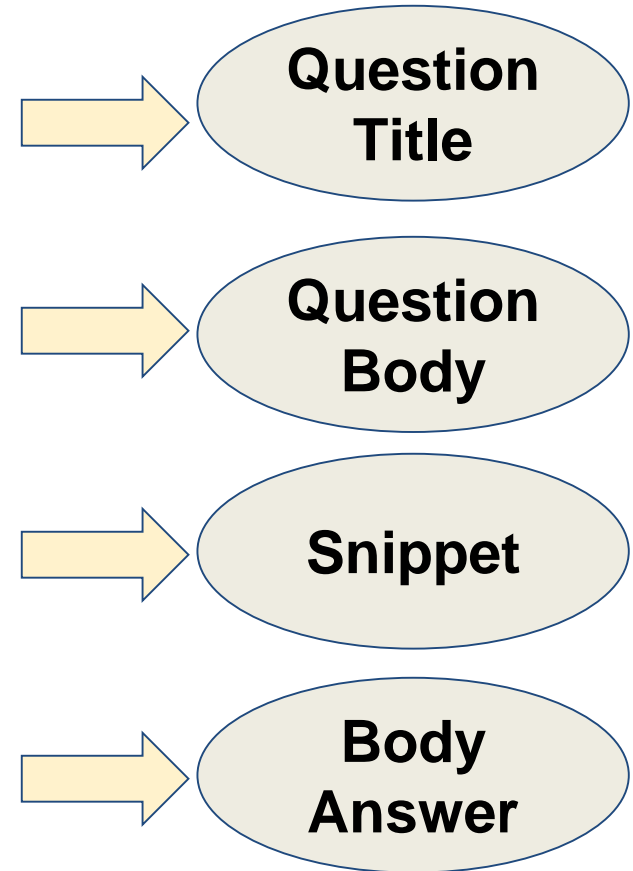 Question
Title
Question
Body
Snippet
Body
Answer